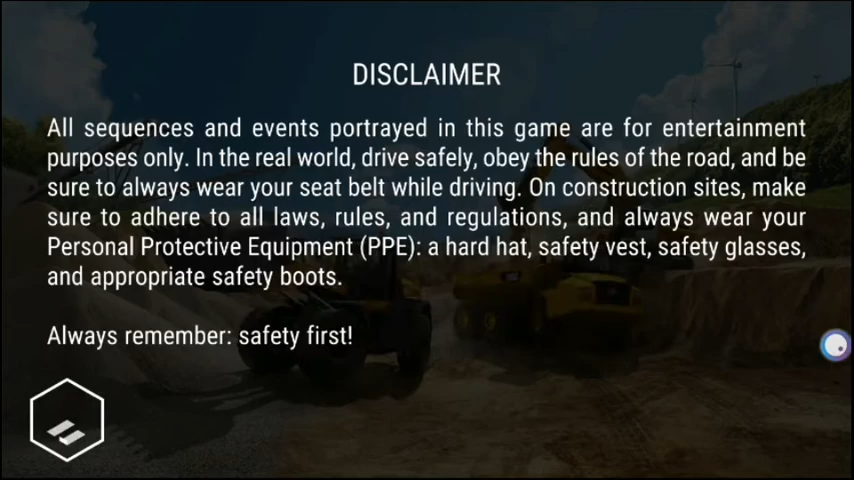 DISCLAIMER
All sequences and events portrayed in this game are for entertainment
purposes only. In the real world, drive safely, obey the rules of the road, and be
sure to always wear your seat belt while driving. On construction sites, make
sure to adhere to all laws, rules, and regulations, and always wear your
Personal Protective Equipment (PPE): a hard hat, safety vest, safety glasses,
and appropriate safety boots.
Always remember: safety first!